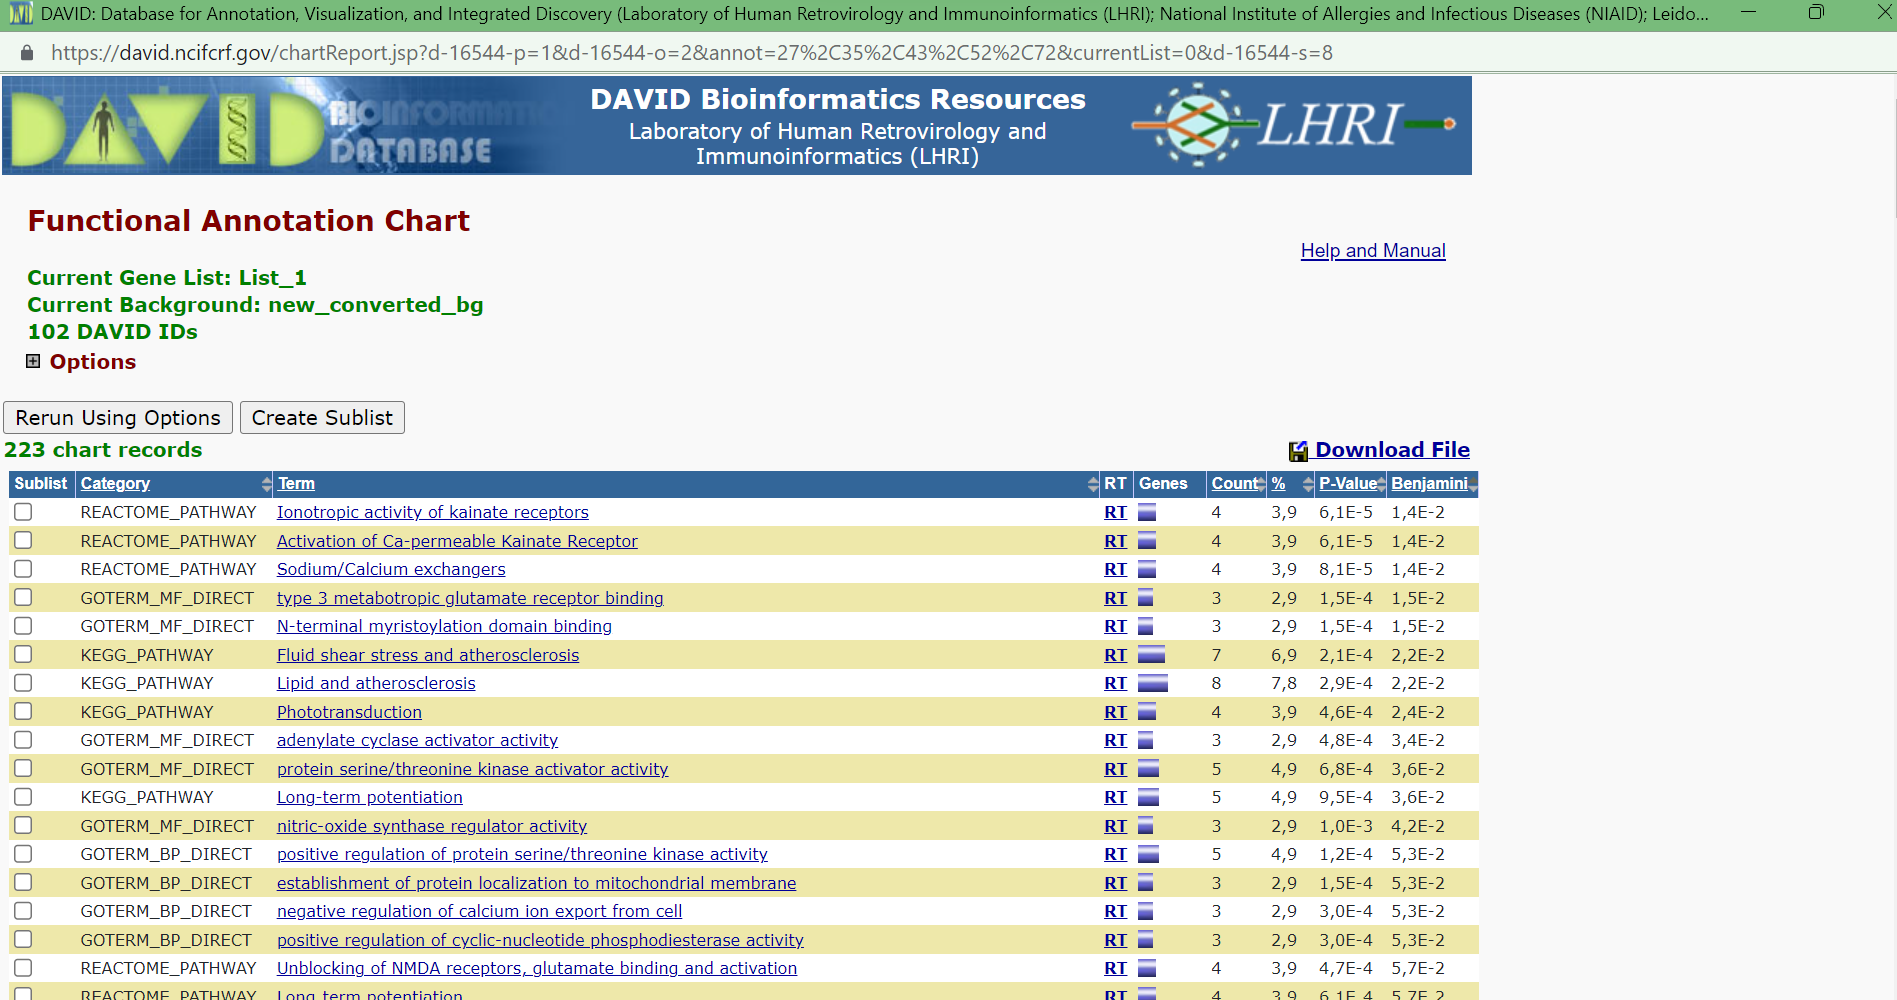 DAVID: Database for Annotation, Visualization, and Integrated Discovery (Laboratory of Human Retrovirology and Immunoinformatics (LHRI); National Institute of Allergies and Infectious Diseases (NIAID); Leido...
https://david.ncifcrf.gov/chartReport.jsp?d-16544-p=1&d-16544-o=2&annot=27%2C35%2C43%2C52%2C72&currentList=0&d-16544-s=8
DAVID BIOINFORMATICS DATABASE
DAVID Bioinformatics Resources
Laboratory of Human Retrovirology and
Immunoinformatics (LHRI)
LHRI
Functional Annotation Chart
Help and Manual
Current Gene List: List_1
Current Background: new_converted_bg
102 DAVID IDs
Options
Rerun Using Options Create Sublist
223 chart records Download File
Sublist Category Term RT Genes Count % P-Value Benjamini
REACTOME_PATHWAY Ionotropic activity of kainate receptors RT 4 3,9 6,1E-5 1,4E-2
REACTOME_PATHWAY Activation of Ca-permeable Kainate Receptor RT 4 3,9 6,1E-5 1,4E-2
REACTOME_PATHWAY Sodium/Calcium exchangers RT 4 3,9 8,1E-5 1,4E-2
GOTERM_MF_DIRECT type 3 metabotropic glutamate receptor binding RT 3 2,9 1,5E-4 1,5E-2
GOTERM_MF_DIRECT N-terminal myristoylation domain binding RT 3 2,9 1,5E-4 1,5E-2
KEGG_PATHWAY Fluid shear stress and atherosclerosis RT 7 6,9 2,1E-4 2,2E-2
KEGG_PATHWAY Lipid and atherosclerosis RT 8 7,8 2,9E-4 2,2E-2
KEGG_PATHWAY Phototransduction RT 4 3,9 4,6E-4 2,4E-2
GOTERM_MF_DIRECT adenylate cyclase activator activity RT 3 2,9 4,8E-4 3,4E-2
GOTERM_MF_DIRECT protein serine/threonine kinase activator activity RT 5 4,9 6,8E-4 3,6E-2
KEGG_PATHWAY Long-term potentiation RT 5 4,9 9,5E-4 3,6E-2
GOTERM_MF_DIRECT nitric-oxide synthase regulator activity RT 3 2,9 1,0E-3 4,2E-2
GOTERM_BP_DIRECT positive regulation of protein serine/threonine kinase activity RT 5 4,9 1,2E-4 5,3E-2
GOTERM_BP_DIRECT establishment of protein localization to mitochondrial membrane RT 3 2,9 1,5E-4 5,3E-2
GOTERM_BP_DIRECT negative regulation of calcium ion export from cell RT 3 2,9 3,0E-4 5,3E-2
GOTERM_BP_DIRECT positive regulation of cyclic-nucleotide phosphodiesterase activity RT 3 2,9 3,0E-4 5,3E-2
REACTOME_PATHWAY Unblocking of NMDA receptors, glutamate binding and activation RT 4 3,9 4,7E-4 5,7E-2
REACTOME_PATHWAY Long-term potentiation RT 4 3,9 6,1E-4 5,7E-2